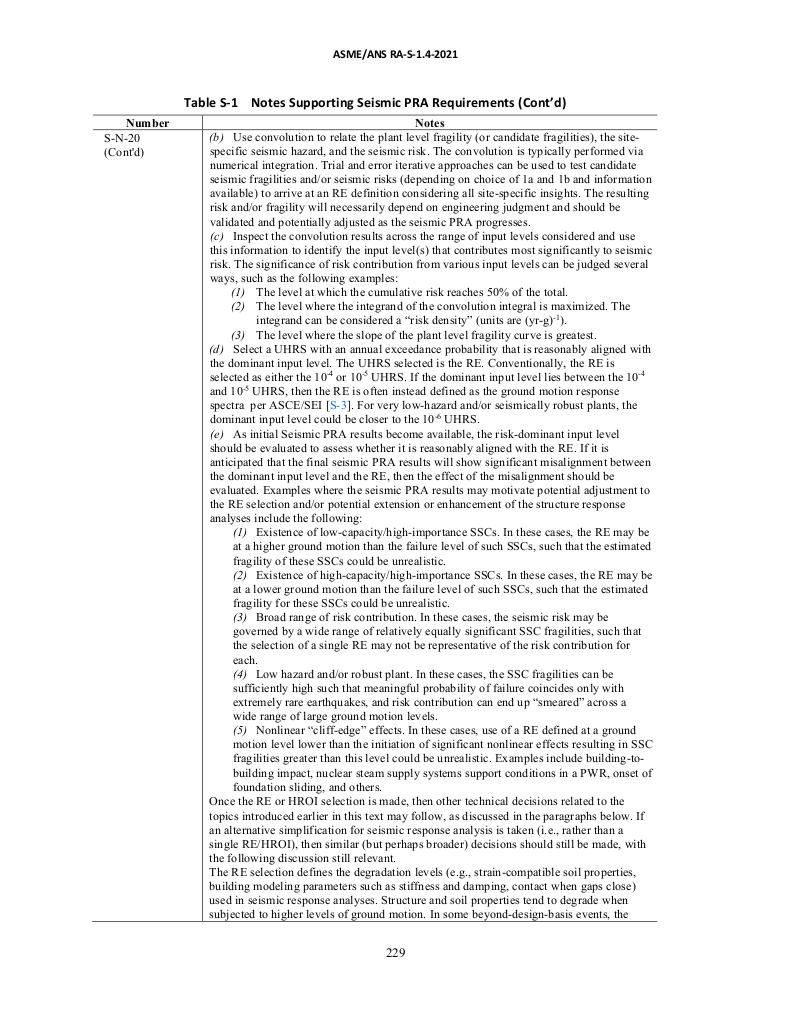 ASME/ANS RA-S-1.4-2021
Table S-1 Notes Supporting Seismic PRA Requirements (Cont’d)
Number Notes
S-N-20
(Cont'd)
(b) Use convolution to relate the plant level fragility (or candidate fragilities), the site-
specific seismic hazard, and the seismic risk. The convolution is typically performed via
numerical integration. Trial and error iterative approaches can be used to test candidate
seismic fragilities and/or seismic risks (depending on choice of 1a and 1b and information
available) to arrive at an RE definition considering all site-specific insights. The resulting
risk and/or fragility will necessarily depend on engineering judgment and should be
validated and potentially adjusted as the seismic PRA progresses.
(c) Inspect the convolution results across the range of input levels considered and use
this information to identify the input level(s) that contributes most significantly to seismic
risk. The significance of risk contribution from various input levels can be judged several
ways, such as the following examples:
(1) The level at which the cumulative risk reaches 50% of the total.
(2) The level where the integrand of the convolution integral is maximized. The
integrand can be considered a “risk density” (units are (yr-g)⁻¹).
(3) The level where the slope of the plant level fragility curve is greatest.
(d) Select a UHRS with an annual exceedance probability that is reasonably aligned with
the dominant input level. The UHRS selected is the RE. Conventionally, the RE is
selected as either the 10⁻⁴ or 10⁻⁵ UHRS. If the dominant input level lies between the 10⁻⁴
and 10⁻⁵ UHRS, then the RE is often instead defined as the ground motion response
spectra per ASCE/SEI [S-3]. For very low-hazard and/or seismically robust plants, the
dominant input level could be closer to the 10⁻⁶ UHRS.
(e) As initial Seismic PRA results become available, the risk-dominant input level
should be evaluated to assess whether it is reasonably aligned with the RE. If it is
anticipated that the final seismic PRA results will show significant misalignment between
the dominant input level and the RE, then the effect of the misalignment should be
evaluated. Examples where the seismic PRA results may motivate potential adjustment to
the RE selection and/or potential extension or enhancement of the structure response
analyses include the following:
(1) Existence of low-capacity/high-importance SSCs. In these cases, the RE may be
at a higher ground motion than the failure level of such SSCs, such that the estimated
fragility of these SSCs could be unrealistic.
(2) Existence of high-capacity/high-importance SSCs. In these cases, the RE may be
at a lower ground motion than the failure level of such SSCs, such that the estimated
fragility for these SSCs could be unrealistic.
(3) Broad range of risk contribution. In these cases, the seismic risk may be
governed by a wide range of relatively equally significant SSC fragilities, such that
the selection of a single RE may not be representative of the risk contribution for
each.
(4) Low hazard and/or robust plant. In these cases, the SSC fragilities can be
sufficiently high such that meaningful probability of failure coincides only with
extremely rare earthquakes, and risk contribution can end up “smeared” across a
wide range of large ground motion levels.
(5) Nonlinear “cliff-edge” effects. In these cases, use of a RE defined at a ground
motion level lower than the initiation of significant nonlinear effects resulting in SSC
fragilities greater than this level could be unrealistic. Examples include building-to-
building impact, nuclear steam supply systems support conditions in a PWR, onset of
foundation sliding, and others.
Once the RE or HROI selection is made, then other technical decisions related to the
topics introduced earlier in this text may follow, as discussed in the paragraphs below. If
an alternative simplification for seismic response analysis is taken (i.e., rather than a
single RE/HROI), then similar (but perhaps broader) decisions should still be made, with
the following discussion still relevant.
The RE selection defines the degradation levels (e.g., strain-compatible soil properties,
building modeling parameters such as stiffness and damping, contact when gaps close)
used in seismic response analyses. Structure and soil properties tend to degrade when
subjected to higher levels of ground motion. In some beyond-design-basis events, the
229